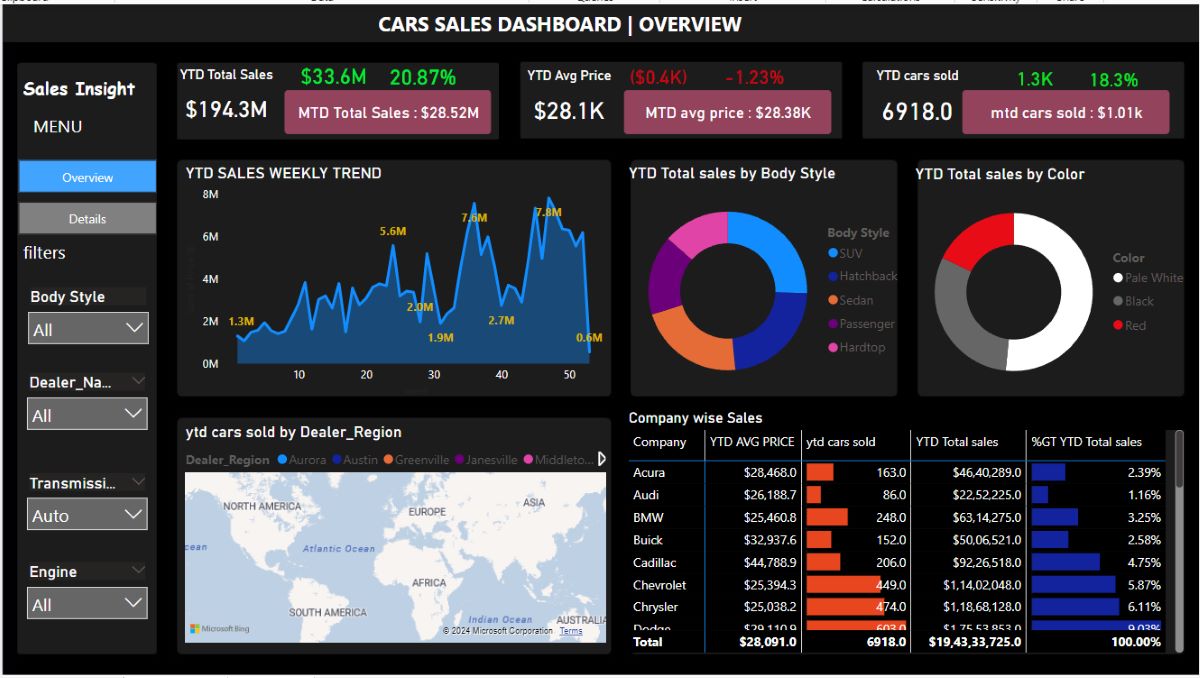 CARS SALES DASHBOARD | OVERVIEW
Sales Insight
MENU
Overview
Details
filters
Body Style
All
Dealer_Na...
All
Transmissi...
Auto
Engine
All
YTD Total Sales
$33.6M 20.87%
$194.3M
MTD Total Sales : $28.52M
YTD Avg Price
($0.4K) -1.23%
$28.1K
MTD avg price : $28.38K
YTD cars sold
1.3K 18.3%
6918.0
mtd cars sold : $1.01k
YTD SALES WEEKLY TREND
8M
6M
4M
2M
0M
1.3M
5.6M
2.0M
1.9M
7.6M
2.7M
7.8M
0.6M
10 20 30 40 50
YTD Total sales by Body Style
Body Style
SUV
Hatchback
Sedan
Passenger
Hardtop
YTD Total sales by Color
Color
Pale White
Black
Red
ytd cars sold by Dealer_Region
Dealer_Region Aurora Austin Greenville Janesville Middleto...
NORTH AMERICA
EUROPE
ASIA
ean
Atlantic Ocean
AFRICA
SOUTH AMERICA
Indian Ocean
AUSTRALIA
Microsoft Bing
© 2024 Microsoft Corporation Terms
Company wise Sales
Company YTD AVG PRICE ytd cars sold YTD Total sales %GT YTD Total sales
Acura $28,468.0 163.0 $46,40,289.0 2.39%
Audi $26,188.7 86.0 $22,52,225.0 1.16%
BMW $25,460.8 248.0 $63,14,275.0 3.25%
Buick $32,937.6 152.0 $50,06,521.0 2.58%
Cadillac $44,788.9 206.0 $92,26,518.0 4.75%
Chevrolet $25,394.3 449.0 $1,14,02,048.0 5.87%
Chrysler $25,038.2 474.0 $1,18,68,128.0 6.11%
Dodge $29,110.9 603.0 $1,75,53,853.0 9.03%
Total $28,091.0 6918.0 $19,43,33,725.0 100.00%